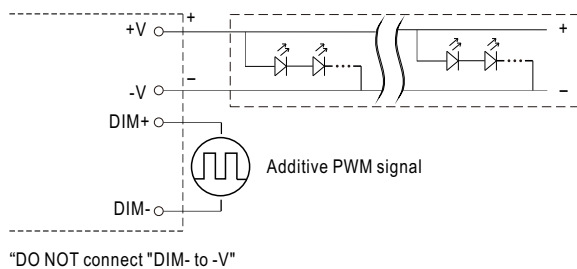 +V
+
-V
−
+
−
DIM+
Additive PWM signal
DIM-
“DO NOT connect "DIM- to -V"